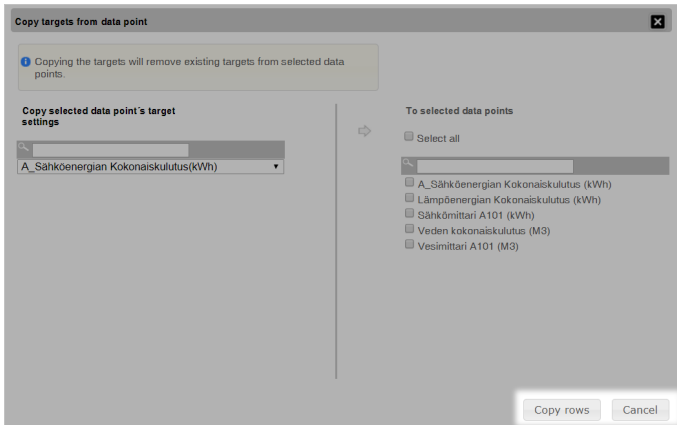 Copy targets from data point
Copying the targets will remove existing targets from selected data
points.
Copy selected data point´s target
settings
A_Sähköenergian Kokonaiskulutus(kWh)
To selected data points
Select all
A_Sähköenergian Kokonaiskulutus (kWh)
Lämpöenergian Kokonaiskulutus (kWh)
Sähkömittari A101 (kWh)
Veden kokonaiskulutus (M3)
Vesimittari A101 (M3)
Copy rows
Cancel